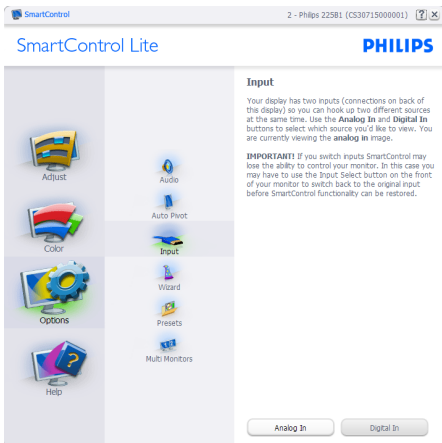 SmartControl
2 - Philips 225B1 (CS30715000001)
SmartControl Lite
PHILIPS
Adjust
Color
Options
Help
Audio
Auto Pivot
Input
Wizard
Presets
Multi Monitors
Input
Your display has two inputs (connections on back of
this display) so you can hook up two different sources
at the same time. Use the Analog In and Digital In
buttons to select which source you'd like to view. You
are currently viewing the analog in image.
IMPORTANT! If you switch inputs SmartControl may
lose the ability to control your monitor. In this case you
may have to use the Input Select button on the front
of your monitor to switch back to the original input
before SmartControl functionality can be restored.
Analog In
Digital In